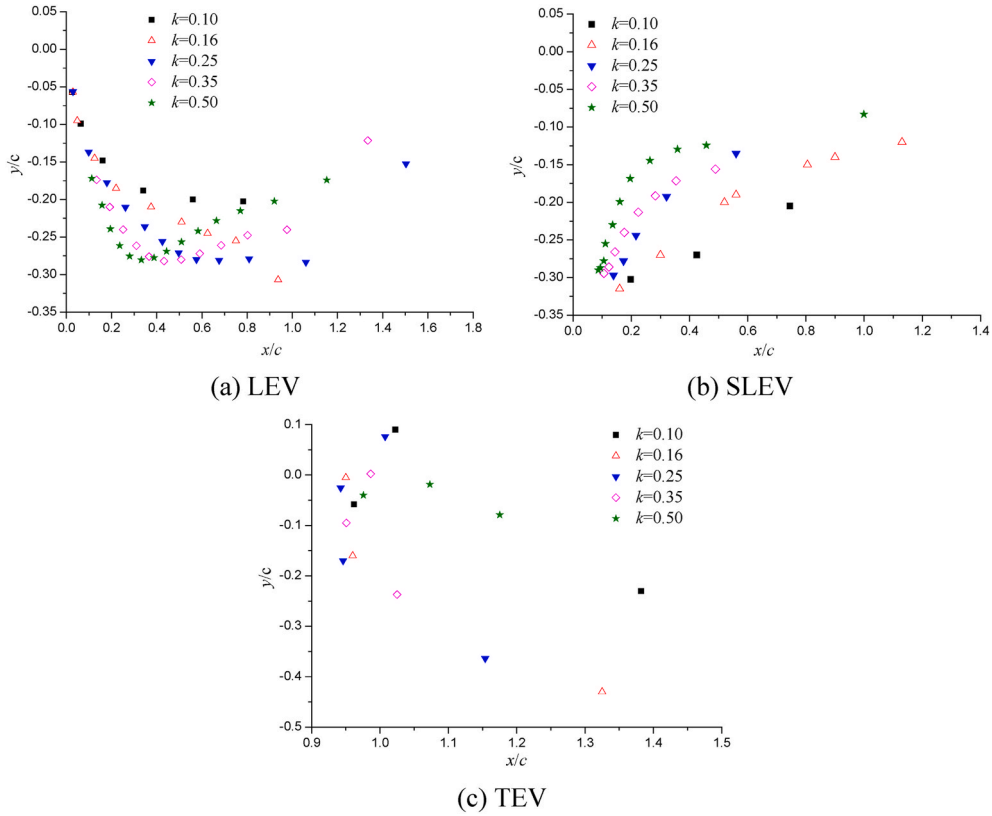 0.05
0.00
-0.05
-0.10
-0.15
-0.20
-0.25
-0.30
-0.35
y/c
k=0.10
k=0.16
k=0.25
k=0.35
k=0.50
0.0 0.2 0.4 0.6 0.8 1.0 1.2 1.4 1.6 1.8
x/c
(a) LEV
0.05
0.00
-0.05
-0.10
-0.15
-0.20
-0.25
-0.30
-0.35
y/c
k=0.10
k=0.16
k=0.25
k=0.35
k=0.50
0.0 0.2 0.4 0.6 0.8 1.0 1.2 1.4
x/c
(b) SLEV
0.1
0.0
-0.1
-0.2
-0.3
-0.4
-0.5
y/c
k=0.10
k=0.16
k=0.25
k=0.35
k=0.50
0.9 1.0 1.1 1.2 1.3 1.4 1.5
x/c
(c) TEV